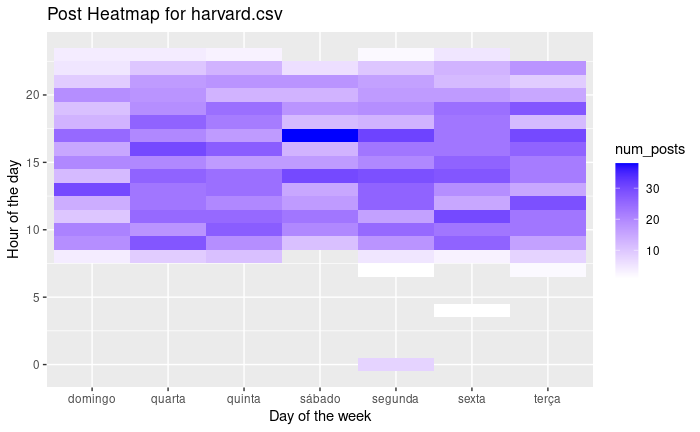 Post Heatmap for harvard.csv
Hour of the day
20
15
10
5
0
domingo quarta quinta sábado segunda sexta terça
Day of the week
num_posts
30
20
10